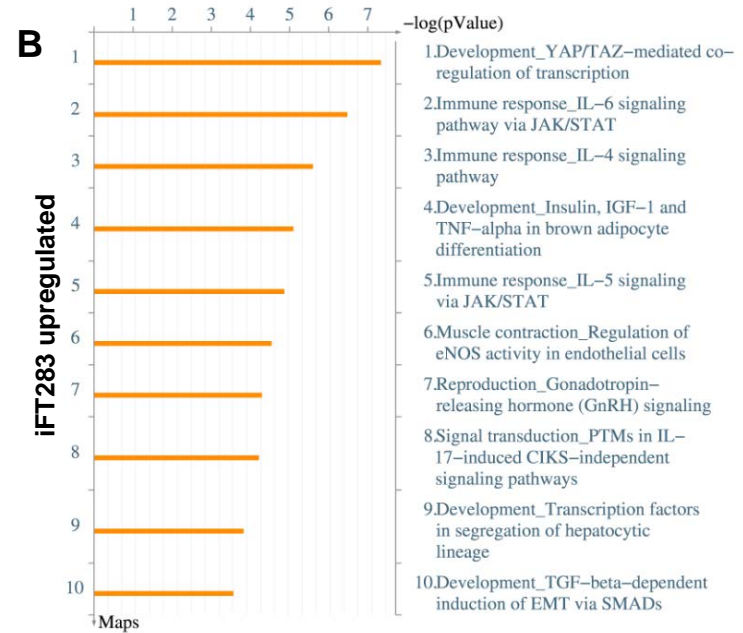 B
1 2 3 4 5 6 7
−log(pValue)
iFT283 upregulated
1
1.Development_YAP/TAZ−mediated co−
regulation of transcription
2
2.Immune response_IL−6 signaling
pathway via JAK/STAT
3
3.Immune response_IL−4 signaling
pathway
4
4.Development_Insulin, IGF−1 and
TNF−alpha in brown adipocyte
differentiation
5
5.Immune response_IL−5 signaling
via JAK/STAT
6
6.Muscle contraction_Regulation of
eNOS activity in endothelial cells
7
7.Reproduction_Gonadotropin−
releasing hormone (GnRH) signaling
8
8.Signal transduction_PTMs in IL−
17−induced CIKS−independent
signaling pathways
9
9.Development_Transcription factors
in segregation of hepatocytic
lineage
10
10.Development_TGF−beta−dependent
induction of EMT via SMADs
Maps